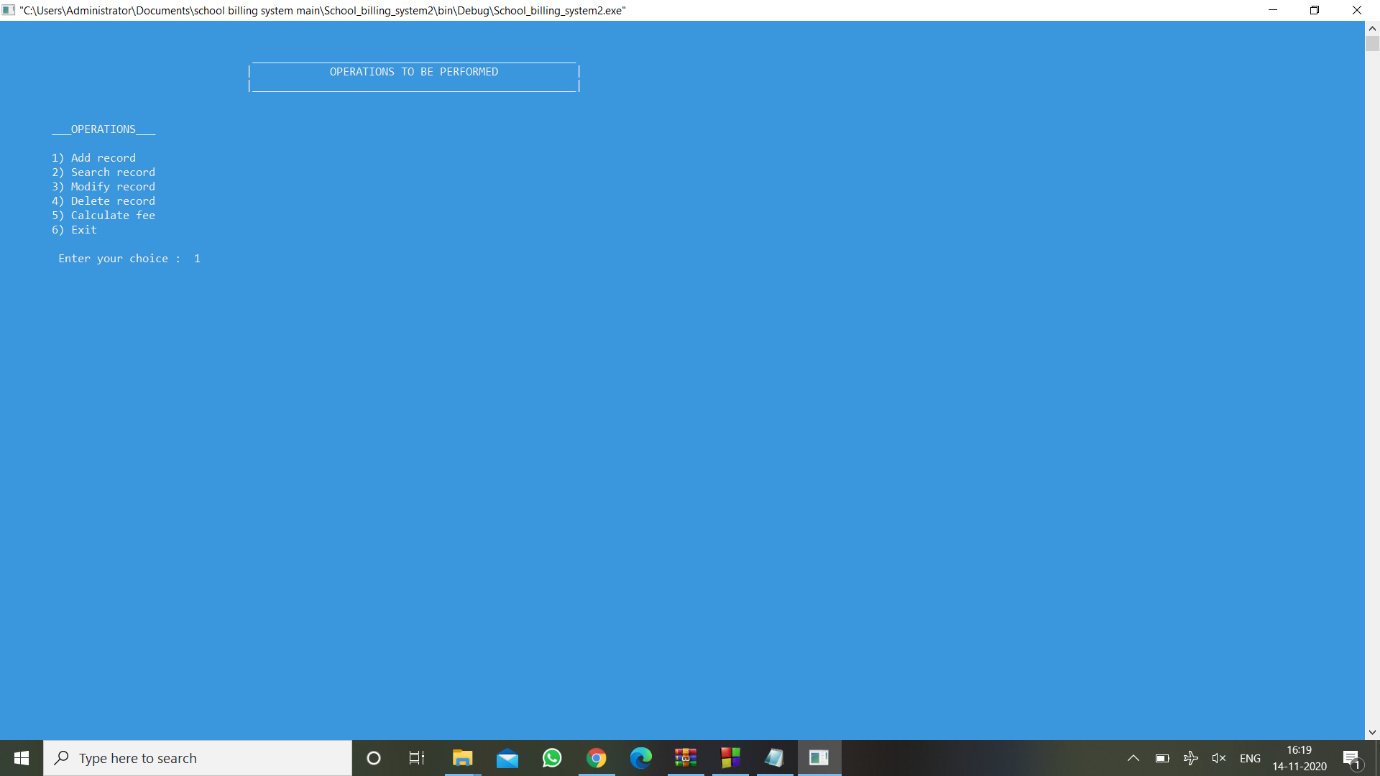 "C:\Users\Administrator\Documents\school billing system main\School_billing_system2\bin\Debug\School_billing_system2.exe"
OPERATIONS TO BE PERFORMED
___OPERATIONS___
1) Add record
2) Search record
3) Modify record
4) Delete record
5) Calculate fee
6) Exit
Enter your choice :  1
Type here to search
ENG
16:19
14-11-2020
1